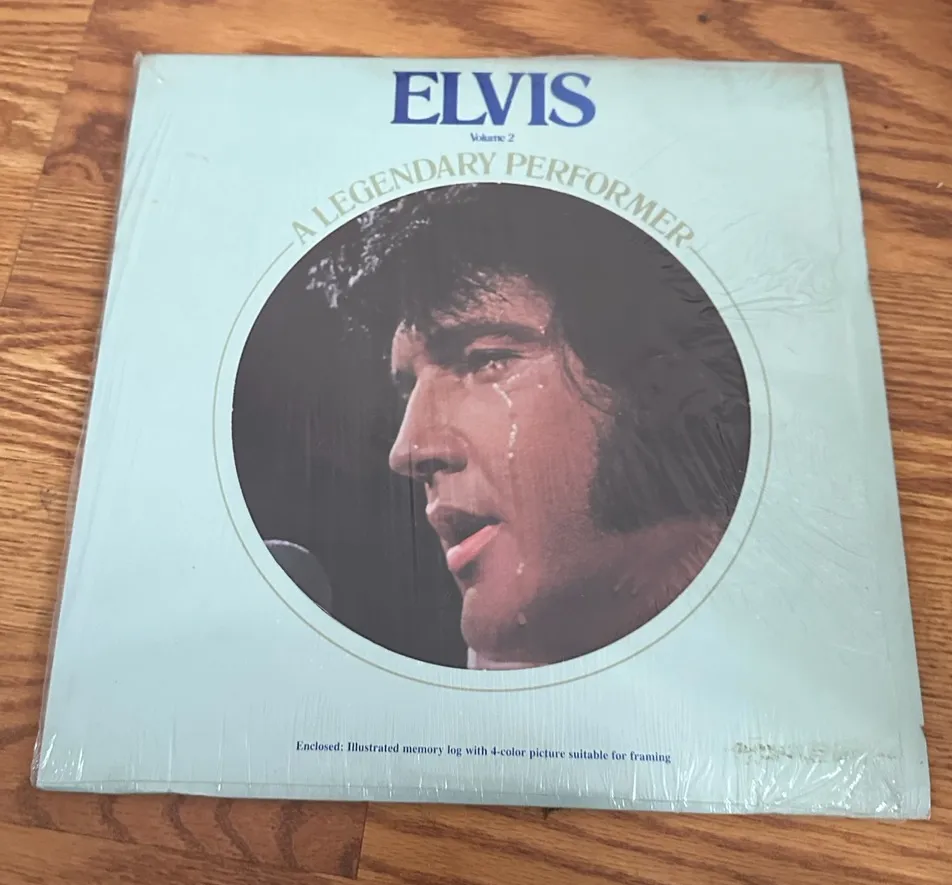 ELVIS
Volume 2
A LEGENDARY PERFORMER
Enclosed: Illustrated memory log with 4-color picture suitable for framing